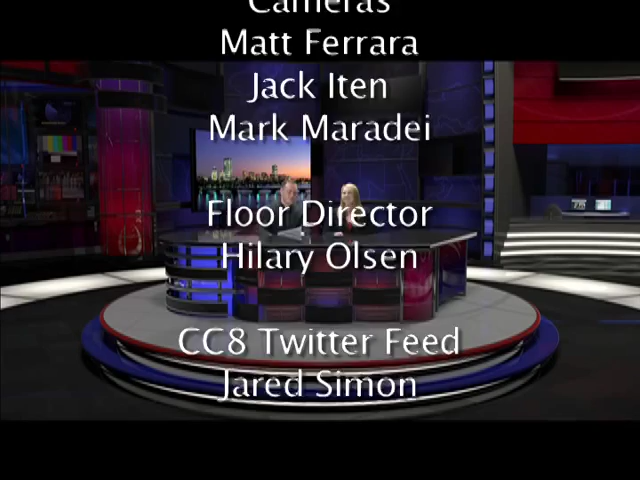 Cameras
Matt Ferrara
Jack Iten
Mark Maradei
Floor Director
Hilary Olsen
CC8 Twitter Feed
Jared Simon